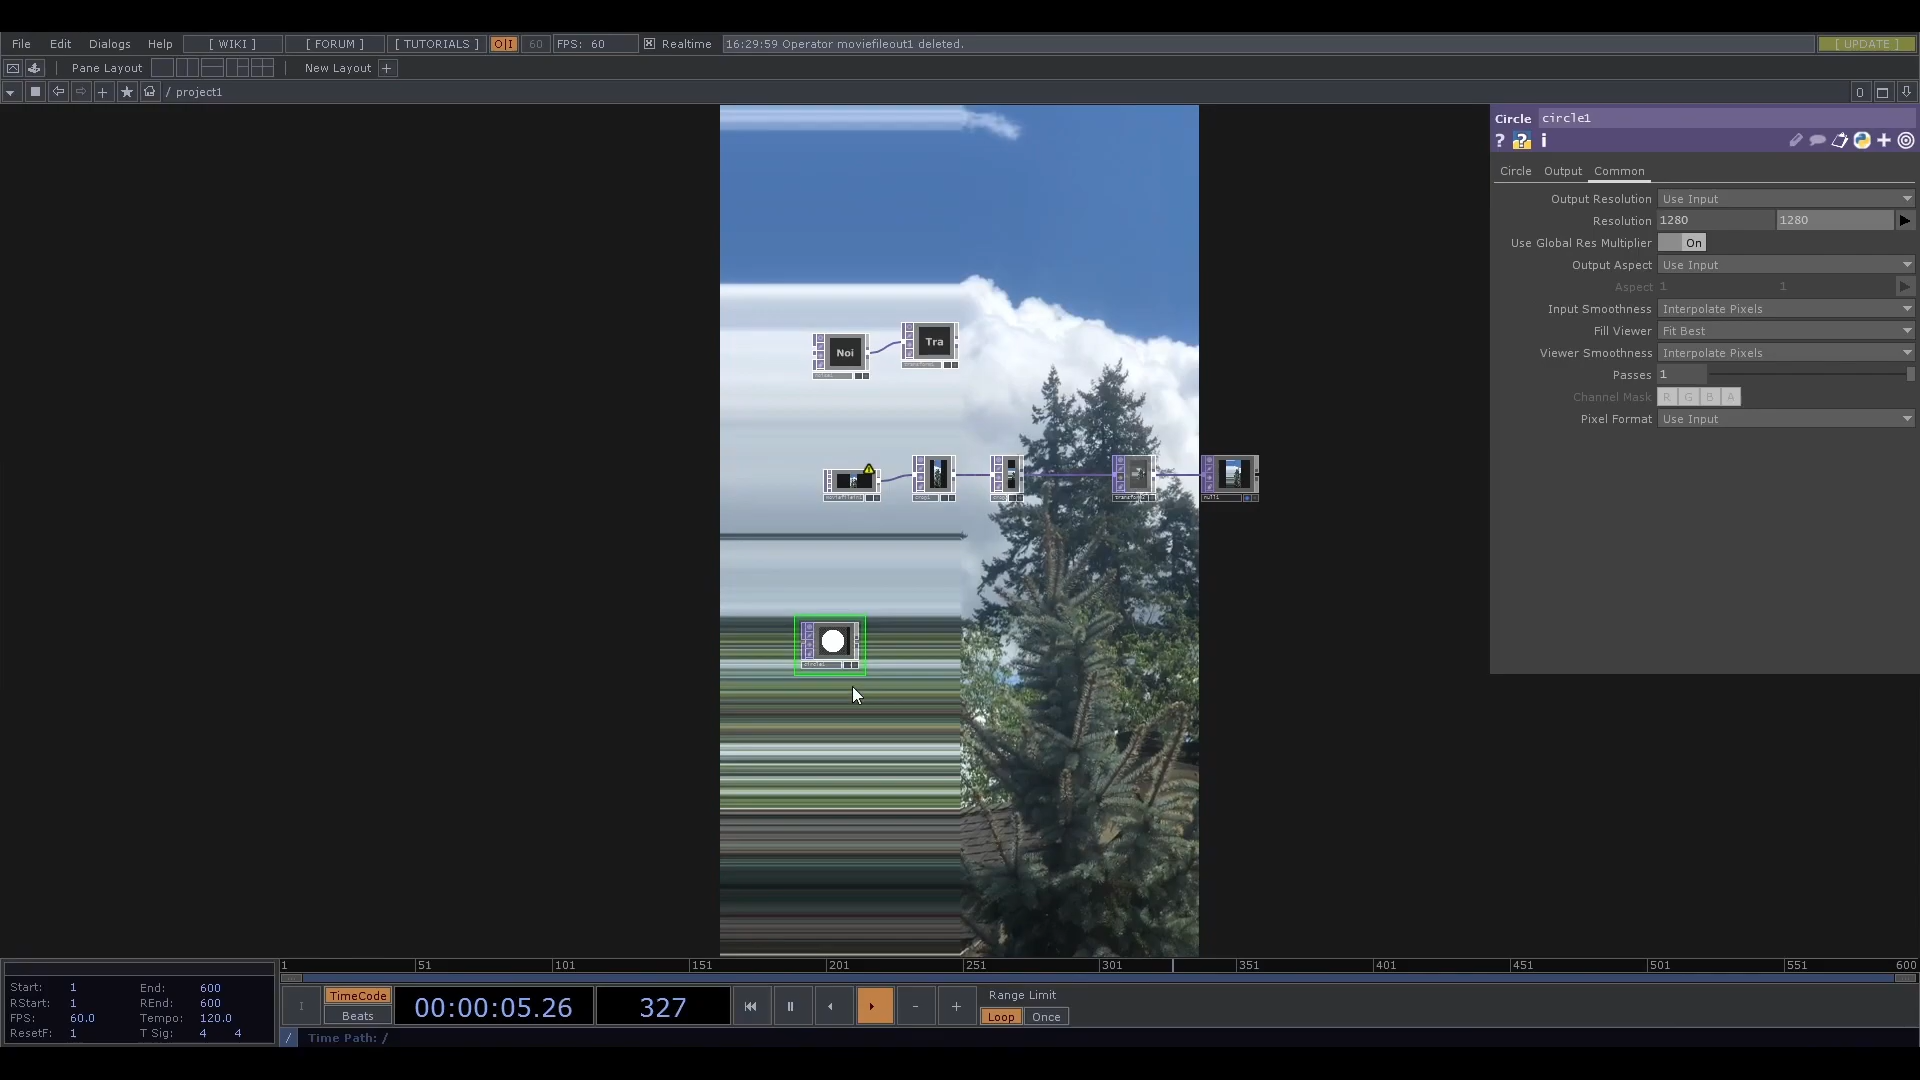 File Edit Dialogs Help [ WIKI ] [ FORUM ] [ TUTORIALS ] O|I 60 FPS: 60 Realtime 16:29:59 Operator moviefileout1 deleted. [ UPDATE ]
Pane Layout New Layout +
/ project1 0
Circle circle1
? ? i
Circle Output Common
Output Resolution Use Input
Resolution 1280 1280
Use Global Res Multiplier On
Output Aspect Use Input
Aspect 1 1
Input Smoothness Interpolate Pixels
Fill Viewer Fit Best
Viewer Smoothness Interpolate Pixels
Passes 1
Channel Mask R G B A
Pixel Format Use Input
Noi
Tra
circle1
null1
1 51 101 151 201 251 301 351 401 451 501 551 600
Start: 1 End: 600
RStart: 1 REnd: 600
FPS: 60.0 Tempo: 120.0
ResetF: 1 T Sig: 4 4
I TimeCode Beats 00:00:05.26 327 - + Range Limit
Loop Once
/ Time Path: /